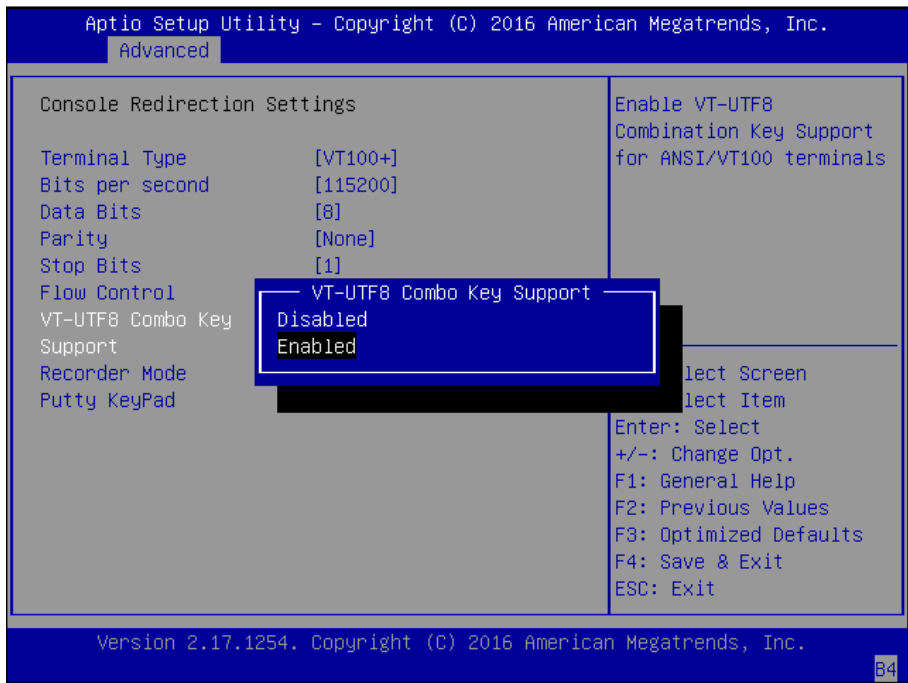 Aptio Setup Utility – Copyright (C) 2016 American Megatrends, Inc.
Advanced
Console Redirection Settings
Terminal Type [VT100+]
Bits per second [115200]
Data Bits [8]
Parity [None]
Stop Bits [1]
Flow Control
VT-UTF8 Combo Key
Support
Recorder Mode
Putty KeyPad
VT-UTF8 Combo Key Support
Disabled
Enabled
Enable VT-UTF8
Combination Key Support
for ANSI/VT100 terminals
lect Screen
lect Item
Enter: Select
+/-: Change Opt.
F1: General Help
F2: Previous Values
F3: Optimized Defaults
F4: Save & Exit
ESC: Exit
Version 2.17.1254. Copyright (C) 2016 American Megatrends, Inc.
B4